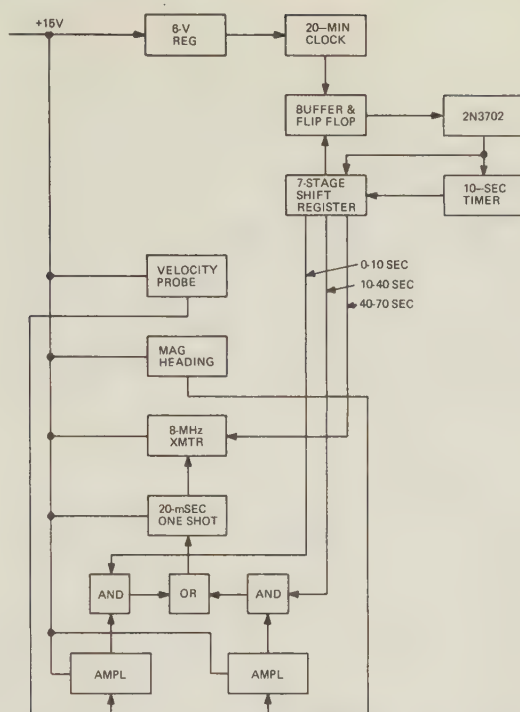 +15V
6-V
REG
20-MIN
CLOCK
BUFFER &
FLIP FLOP
2N3702
7-STAGE
SHIFT
REGISTER
10-SEC
TIMER
0-10 SEC
10-40 SEC
40-70 SEC
VELOCITY
PROBE
MAG
HEADING
8-MHz
XMTR
20-mSEC
ONE SHOT
AND
OR
AND
AMPL
AMPL